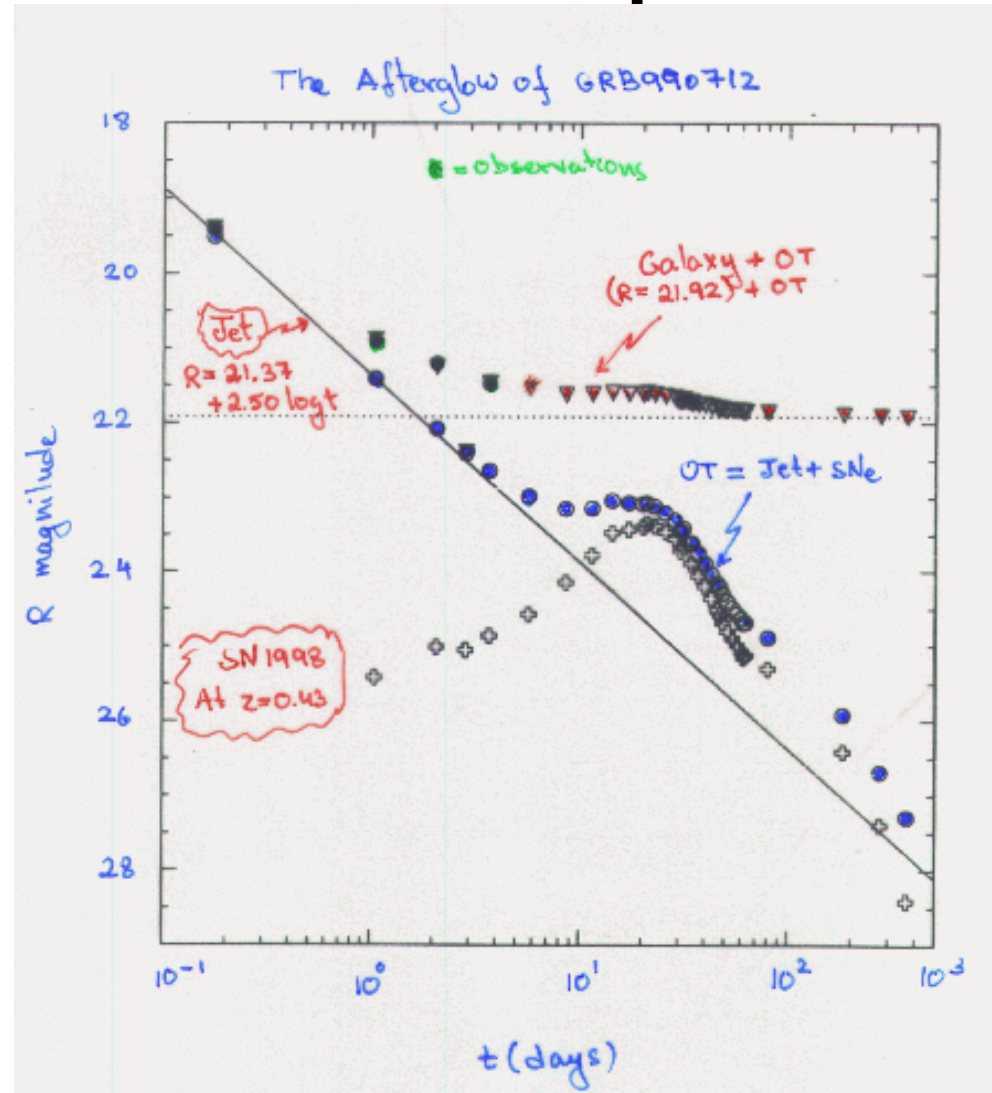 The Afterglow of GRB990712
18
= observations
Galaxy + OT
(R= 21.92) + OT
20
Jet
R= 21.37
+2.50 logt
22
OT = Jet + SNe
R magnitude
24
SN 1998
At z=0.43
26
28
10⁻¹ 10⁰ 10¹ 10² 10³
t (days)